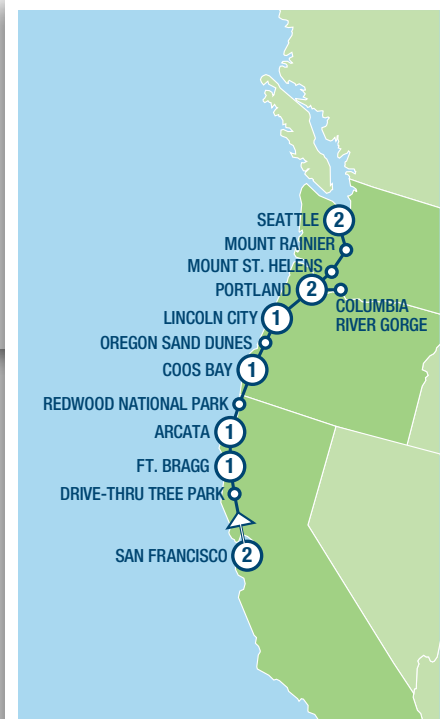 SEATTLE 2
MOUNT RAINIER
MOUNT ST. HELENS
PORTLAND 2
COLUMBIA
RIVER GORGE
LINCOLN CITY 1
OREGON SAND DUNES
COOS BAY 1
REDWOOD NATIONAL PARK
ARCATA 1
FT. BRAGG 1
DRIVE-THRU TREE PARK
SAN FRANCISCO 2